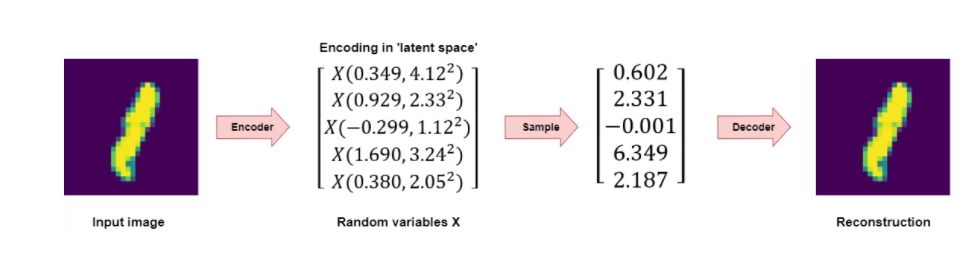 Encoding in 'latent space'
X(0.349, 4.12²)
X(0.929, 2.33²)
X(−0.299, 1.12²)
X(1.690, 3.24²)
X(0.380, 2.05²)
0.602
2.331
−0.001
6.349
2.187
Encoder
Sample
Decoder
Input image
Random variables X
Reconstruction